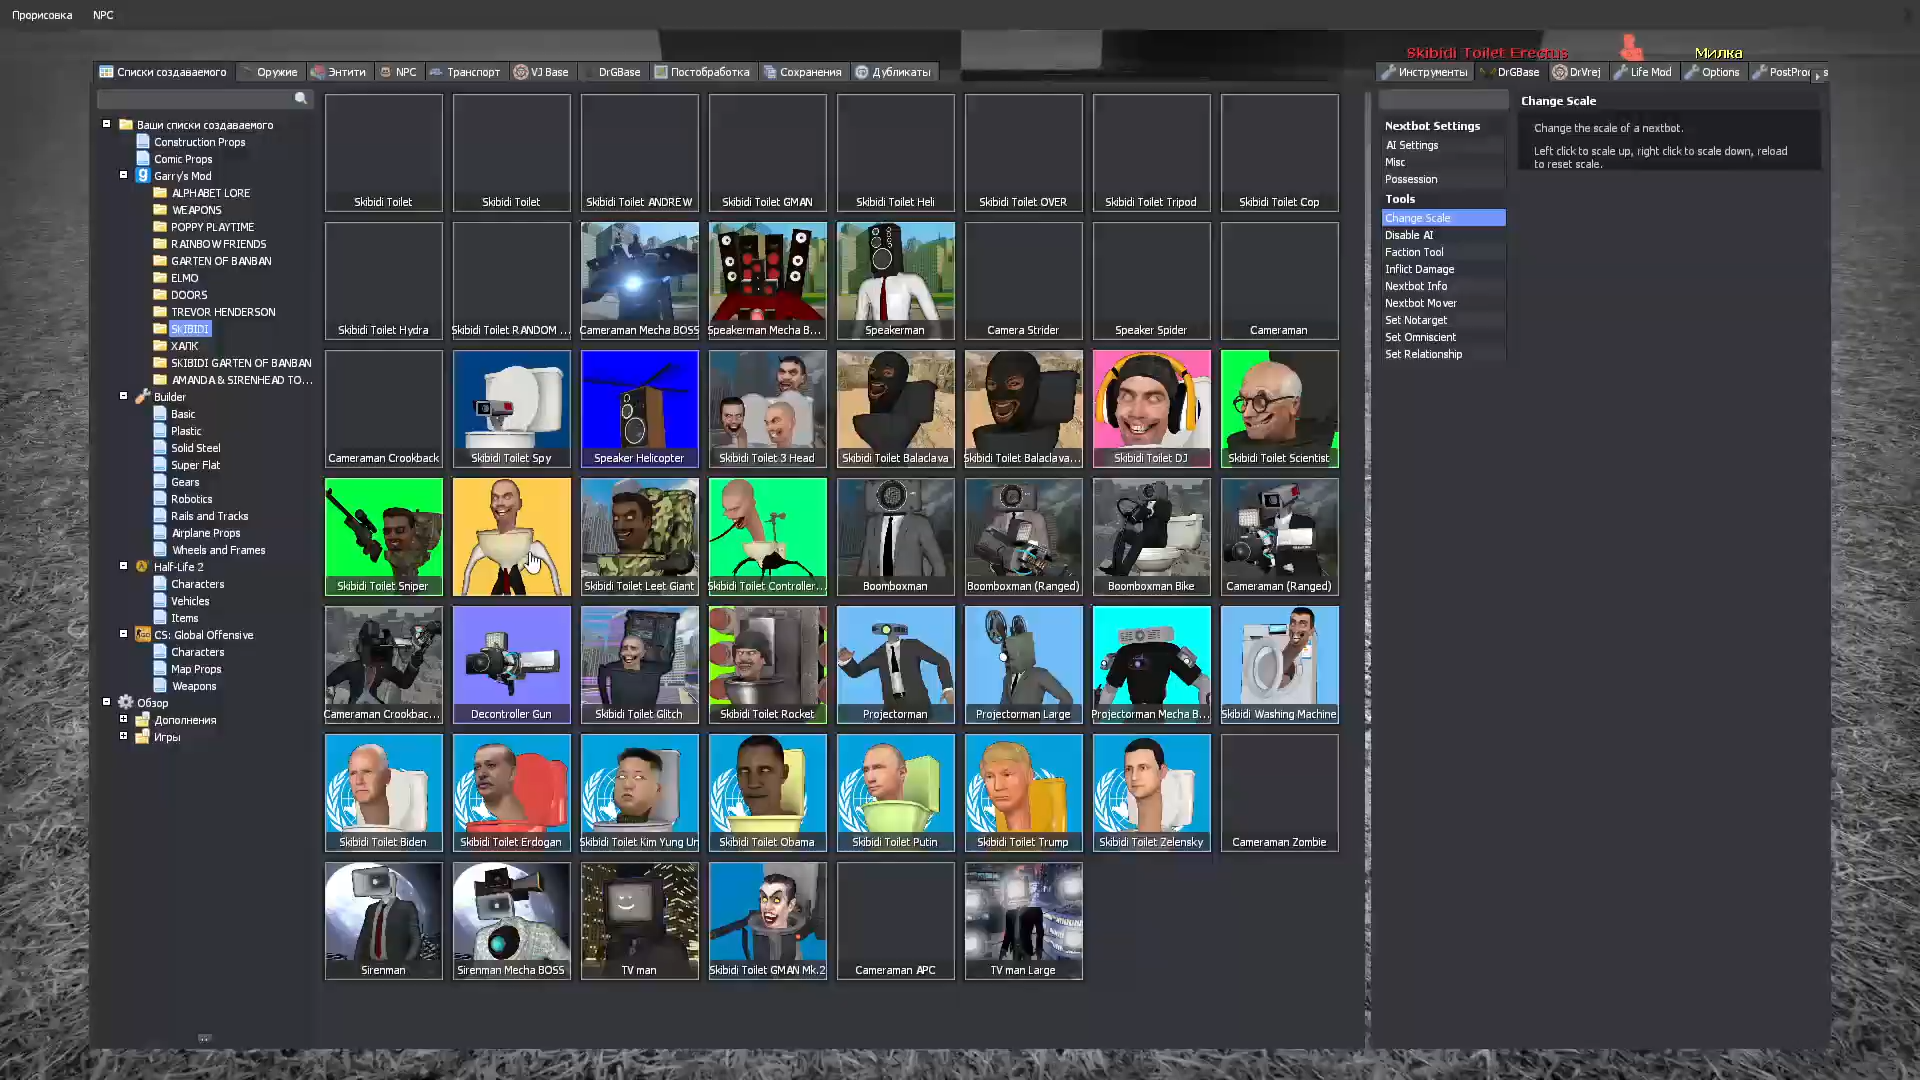 Прорисовка NPC
Skibidi Toilet Erectus
Милка
Списки создаваемого Оружие Энтити NPC Транспорт VJ Base DrGBase Постобработка Сохранения Дубликаты
Инструменты DrGBase DrVrej Life Mod Options PostProc s
Ваши списки создаваемого
Construction Props
Comic Props
Garry's Mod
ALPHABET LORE
WEAPONS
POPPY PLAYTIME
RAINBOW FRIENDS
GARTEN OF BANBAN
ELMO
DOORS
TREVOR HENDERSON
SKIBIDI
ХАЛК
SKIBIDI GARTEN OF BANBAN
AMANDA & SIRENHEAD TO...
Builder
Basic
Plastic
Solid Steel
Super Flat
Gears
Robotics
Rails and Tracks
Airplane Props
Wheels and Frames
Half-Life 2
Characters
Vehicles
Items
CS: Global Offensive
Characters
Map Props
Weapons
Обзор
Дополнения
Игры
Skibidi Toilet Skibidi Toilet Skibidi Toilet ANDREW Skibidi Toilet GMAN Skibidi Toilet Heli Skibidi Toilet OVER Skibidi Toilet Tripod Skibidi Toilet Cop
Skibidi Toilet Hydra Skibidi Toilet RANDOM ... Cameraman Mecha BOSS Speakerman Mecha B... Speakerman Camera Strider Speaker Spider Cameraman
Cameraman Crookback Skibidi Toilet Spy Speaker Helicopter Skibidi Toilet 3 Head Skibidi Toilet Balaclava Skibidi Toilet Balaclava... Skibidi Toilet DJ Skibidi Toilet Scientist
Skibidi Toilet Sniper Skibidi Toilet Leet Giant Skibidi Toilet Controller... Boomboxman Boomboxman (Ranged) Boomboxman Bike Cameraman (Ranged)
Cameraman Crookbac... Decontroller Gun Skibidi Toilet Glitch Skibidi Toilet Rocket Projectorman Projectorman Large Projectorman Mecha B... Skibidi Washing Machine
Skibidi Toilet Biden Skibidi Toilet Erdogan Skibidi Toilet Kim Yung Un Skibidi Toilet Obama Skibidi Toilet Putin Skibidi Toilet Trump Skibidi Toilet Zelensky Cameraman Zombie
Sirenman Sirenman Mecha BOSS TV man Skibidi Toilet GMAN Mk.2 Cameraman APC TV man Large
Nextbot Settings
AI Settings
Misc
Possession
Tools
Change Scale
Disable AI
Faction Tool
Inflict Damage
Nextbot Info
Nextbot Mover
Set Notarget
Set Omniscient
Set Relationship
Change Scale
Change the scale of a nextbot.
Left click to scale up, right click to scale down, reload
to reset scale.